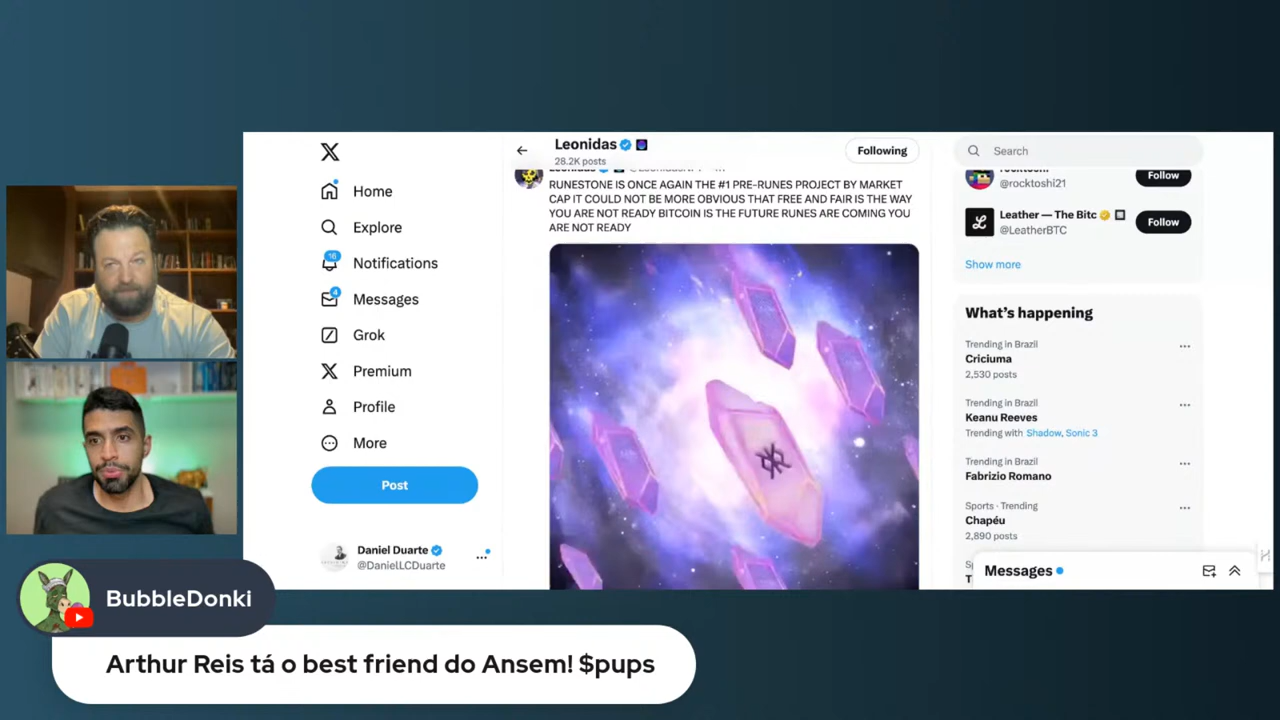 Home
Explore
16
Notifications
4
Messages
Grok
Premium
Profile
More
Post
Daniel Duarte
@DanielLCDuarte
Leonidas
28.2K posts
Following
RUNESTONE IS ONCE AGAIN THE #1 PRE-RUNES PROJECT BY MARKET
CAP IT COULD NOT BE MORE OBVIOUS THAT FREE AND FAIR IS THE WAY
YOU ARE NOT READY BITCOIN IS THE FUTURE RUNES ARE COMING YOU
ARE NOT READY
Search
@rocktoshi21
Follow
Leather — The Bitc
@LeatherBTC
Follow
Show more
What's happening
Trending in Brazil
Criciuma
2,530 posts
Trending in Brazil
Keanu Reeves
Trending with Shadow, Sonic 3
Trending in Brazil
Fabrizio Romano
Sports · Trending
Chapéu
2,890 posts
Messages
BubbleDonki
Arthur Reis tá o best friend do Ansem! $pups